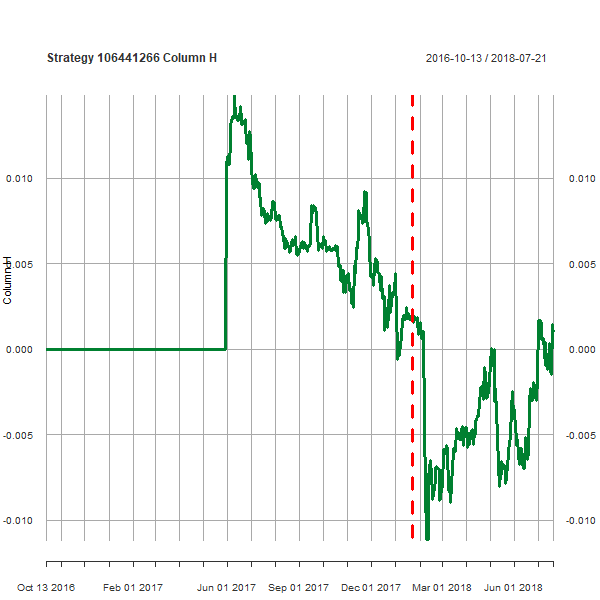 Strategy 106441266 Column H
2016-10-13 / 2018-07-21
0.010 0.010
0.005 0.005
Column H
0.000 0.000
-0.005 -0.005
-0.010 -0.010
Oct 13 2016 Feb 01 2017 Jun 01 2017 Sep 01 2017 Dec 01 2017 Mar 01 2018 Jun 01 2018